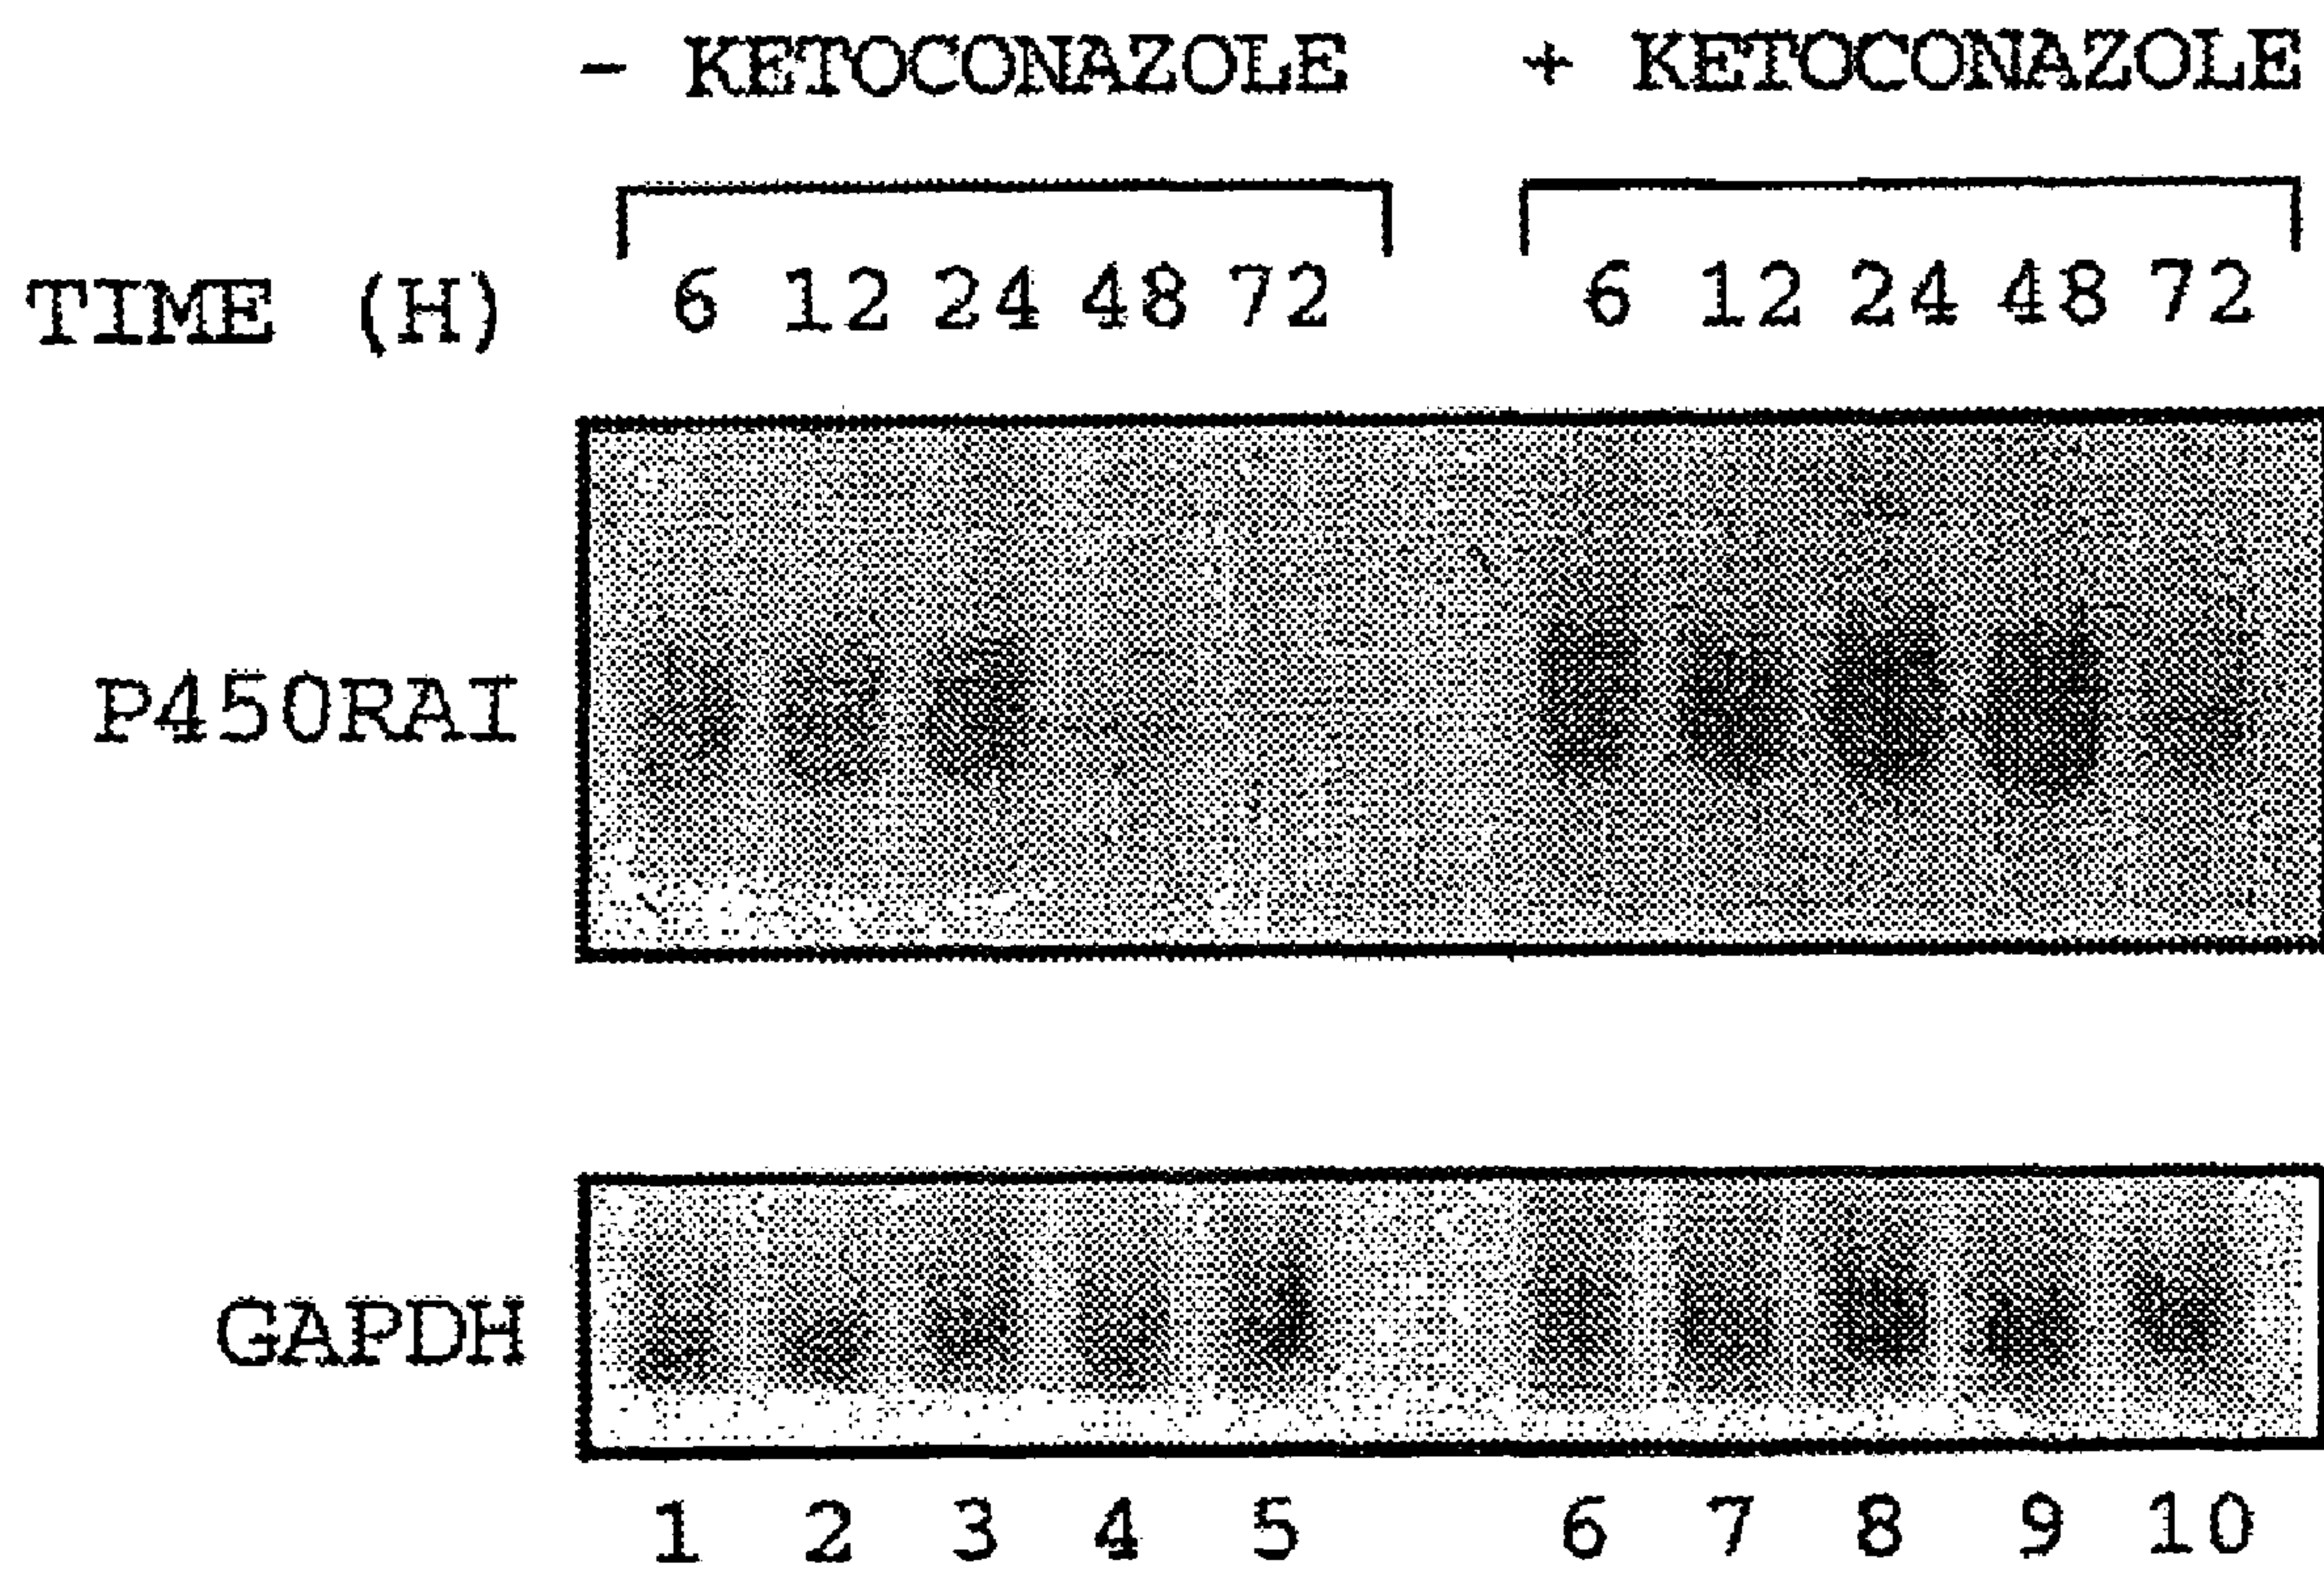 - KETOCONAZOLE + KETOCONAZOLE
TIME (H) 6 12 24 48 72 6 12 24 48 72
P450RAI
GAPDH
1 2 3 4 5 6 7 8 9 10